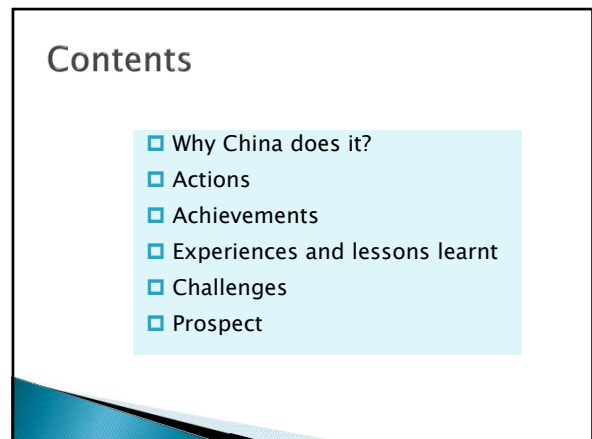 Contents
Why China does it?
Actions
Achievements
Experiences and lessons learnt
Challenges
Prospect